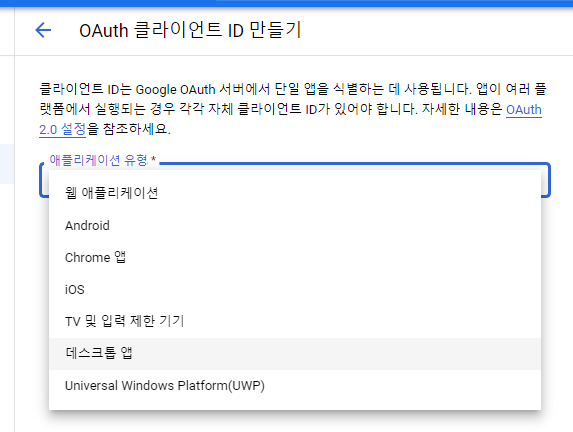 OAuth 클라이언트 ID 만들기
클라이언트 ID는 Google OAuth 서버에서 단일 앱을 식별하는 데 사용됩니다. 앱이 여러 플
랫폼에서 실행되는 경우 각각 자체 클라이언트 ID가 있어야 합니다. 자세한 내용은 OAuth
2.0 설정을 참조하세요.
애플리케이션 유형 *
웹 애플리케이션
Android
Chrome 앱
iOS
TV 및 입력 제한 기기
데스크톱 앱
Universal Windows Platform(UWP)